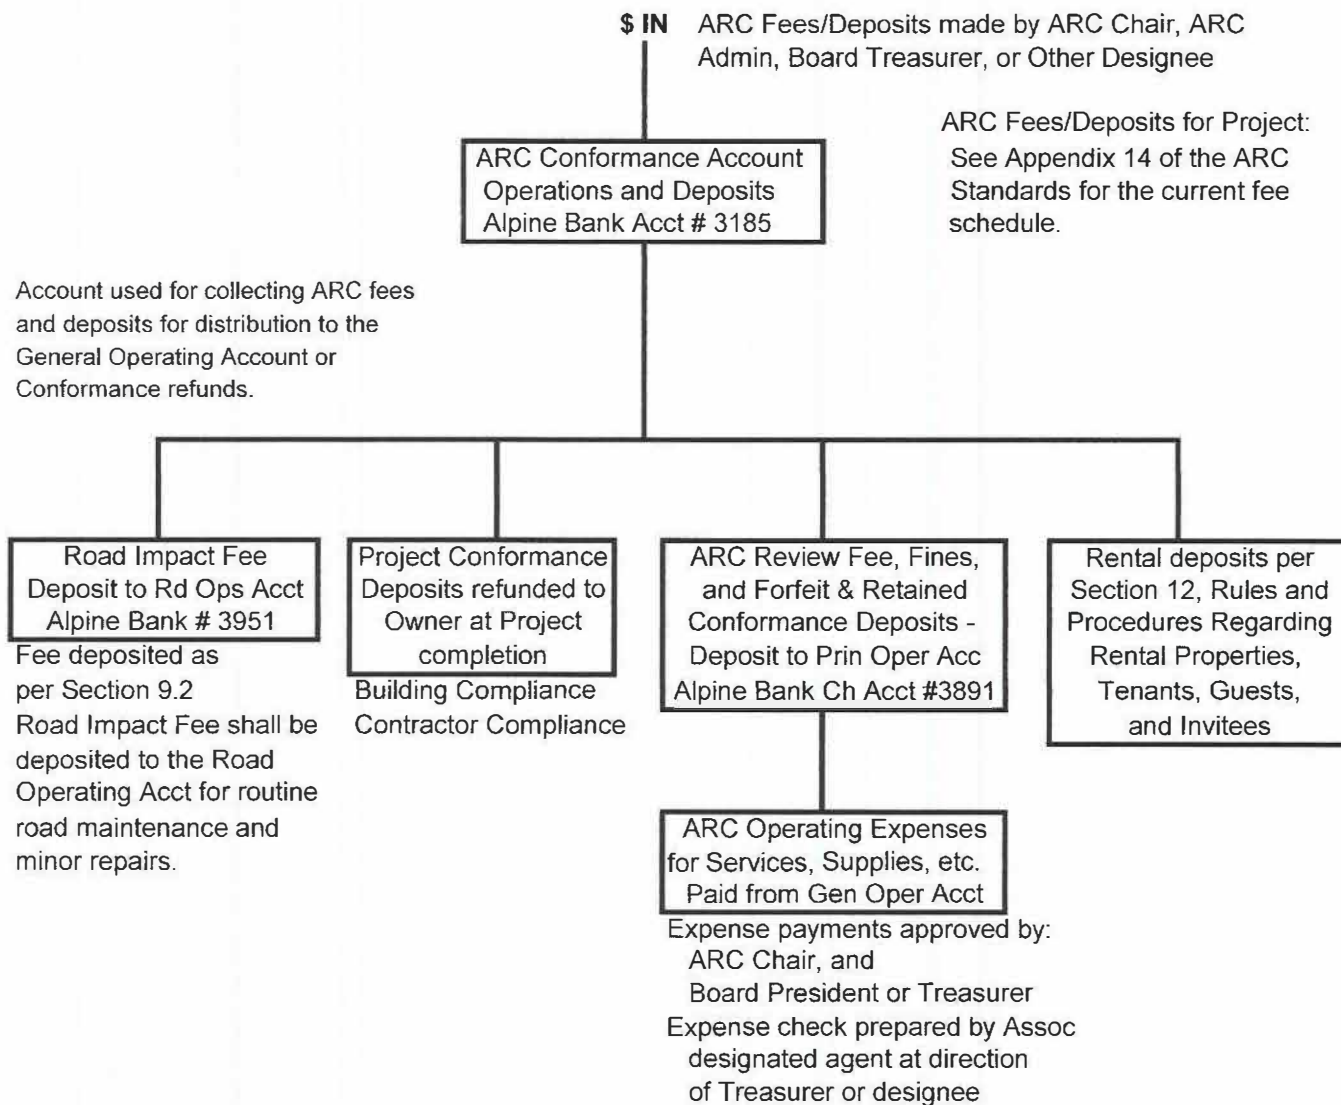 $ IN ARC Fees/Deposits made by ARC Chair, ARC
Admin, Board Treasurer, or Other Designee
ARC Fees/Deposits for Project:
See Appendix 14 of the ARC
Standards for the current fee
schedule.
ARC Conformance Account
Operations and Deposits
Alpine Bank Acct # 3185
Account used for collecting ARC fees
and deposits for distribution to the
General Operating Account or
Conformance refunds.
Road Impact Fee
Deposit to Rd Ops Acct
Alpine Bank # 3951
Fee deposited as
per Section 9.2
Road Impact Fee shall be
deposited to the Road
Operating Acct for routine
road maintenance and
minor repairs.
Project Conformance
Deposits refunded to
Owner at Project
completion
Building Compliance
Contractor Compliance
ARC Review Fee, Fines,
and Forfeit & Retained
Conformance Deposits -
Deposit to Prin Oper Acc
Alpine Bank Ch Acct #3891
Rental deposits per
Section 12, Rules and
Procedures Regarding
Rental Properties,
Tenants, Guests,
and Invitees
ARC Operating Expenses
for Services, Supplies, etc.
Paid from Gen Oper Acct
Expense payments approved by:
ARC Chair, and
Board President or Treasurer
Expense check prepared by Assoc
designated agent at direction
of Treasurer or designee